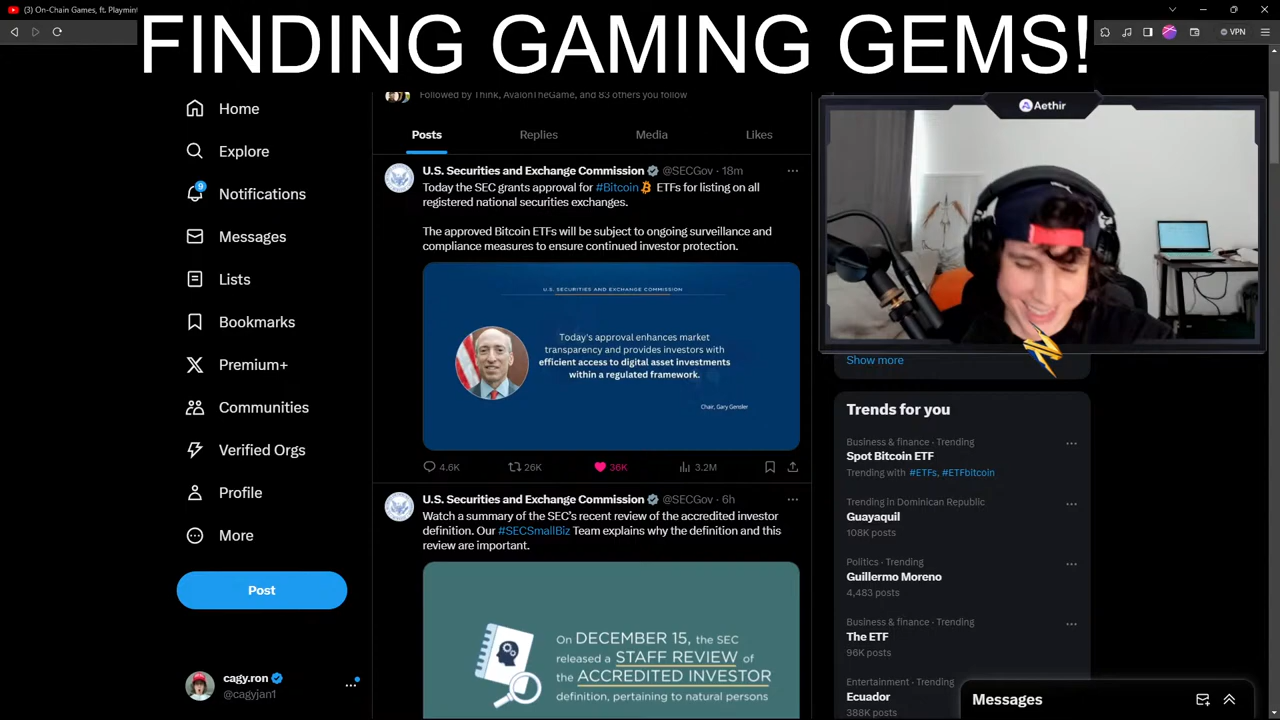 (3) On-Chain Games, ft. Playmint
FINDING GAMING GEMS!
VPN
Home
Explore
9
Notifications
Messages
Lists
Bookmarks
Premium+
Communities
Verified Orgs
Profile
More
Post
cagy.ron
@cagyjan1
Followed by Think, AvalonTheGame, and 83 others you follow
Posts
Replies
Media
Likes
U.S. Securities and Exchange Commission @SECGov · 18m
Today the SEC grants approval for #Bitcoin ETFs for listing on all
registered national securities exchanges.
The approved Bitcoin ETFs will be subject to ongoing surveillance and
compliance measures to ensure continued investor protection.
U.S. SECURITIES AND EXCHANGE COMMISSION
Today's approval enhances market
transparency and provides investors with
efficient access to digital asset investments
within a regulated framework.
Chair, Gary Gensler
4.6K
26K
36K
3.2M
U.S. Securities and Exchange Commission @SECGov · 6h
Watch a summary of the SEC's recent review of the accredited investor
definition. Our #SECSmallBiz Team explains why the definition and this
review are important.
On DECEMBER 15, the SEC
released a STAFF REVIEW of
the ACCREDITED INVESTOR
definition, pertaining to natural persons
Aethir
Show more
Trends for you
Business & finance · Trending
Spot Bitcoin ETF
Trending with #ETFs, #ETFbitcoin
Trending in Dominican Republic
Guayaquil
108K posts
Politics · Trending
Guillermo Moreno
4,483 posts
Business & finance · Trending
The ETF
96K posts
Entertainment · Trending
Ecuador
388K posts
Messages